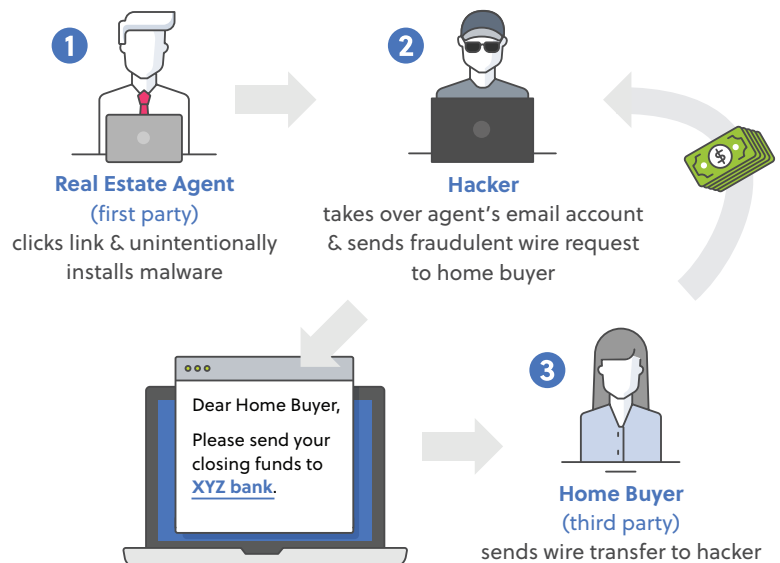 1
Real Estate Agent
(first party)
clicks link & unintentionally
installs malware
2
Hacker
takes over agent’s email account
& sends fraudulent wire request
to home buyer
$
Dear Home Buyer,
Please send your
closing funds to
XYZ bank.
3
Home Buyer
(third party)
sends wire transfer to hacker